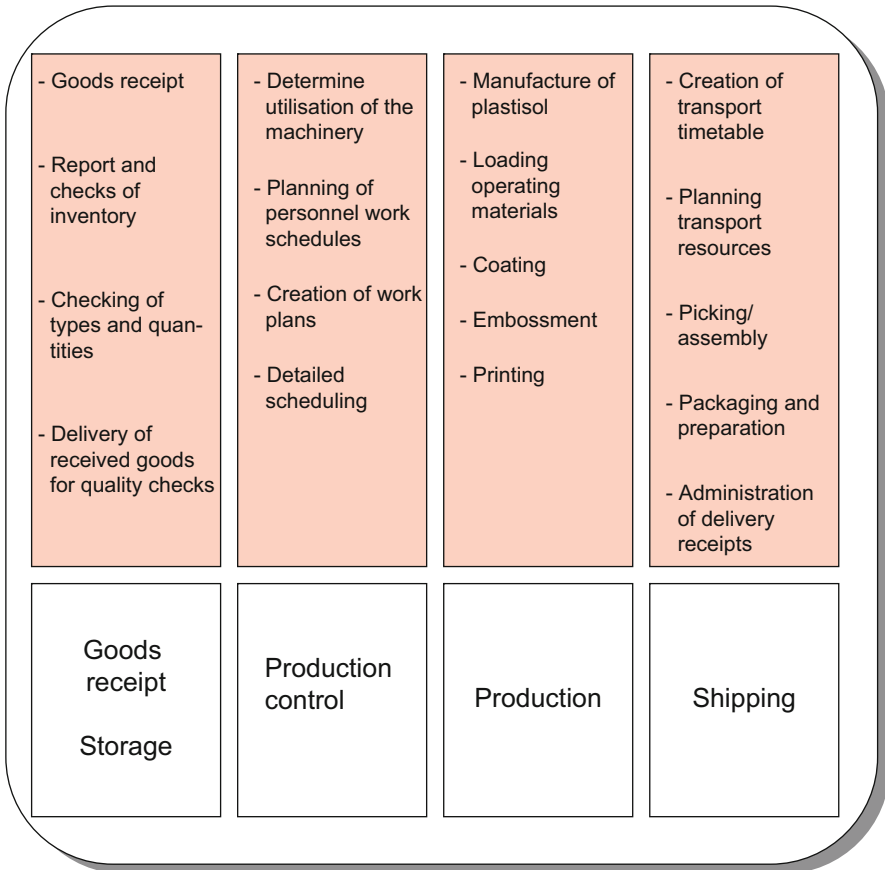 - Goods receipt
- Report and
checks of
inventory
- Checking of
types and quan-
tities
- Delivery of
received goods
for quality checks
- Determine
utilisation of the
machinery
- Planning of
personnel work
schedules
- Creation of work
plans
- Detailed
scheduling
- Manufacture of
plastisol
- Loading
operating
materials
- Coating
- Embossment
- Printing
- Creation of
transport
timetable
- Planning
transport
resources
- Picking/
assembly
- Packaging and
preparation
- Administration
of delivery
receipts
Goods
receipt
Storage
Production
control
Production
Shipping